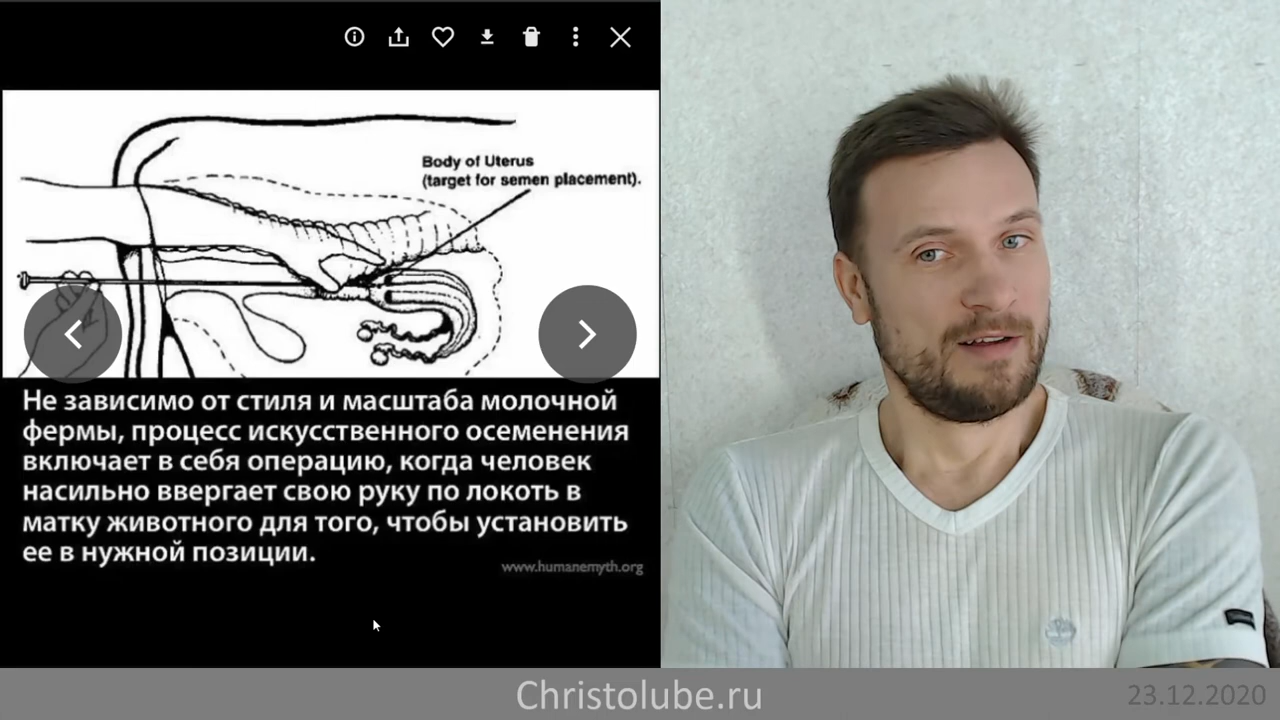 Body of Uterus
(target for semen placement).
Не зависимо от стиля и масштаба молочной
фермы, процесс искусственного осеменения
включает в себя операцию, когда человек
насильно ввергает свою руку по локоть в
матку животного для того, чтобы установить
ее в нужной позиции.
www.humanemyth.org
Christolube.ru
23.12.2020